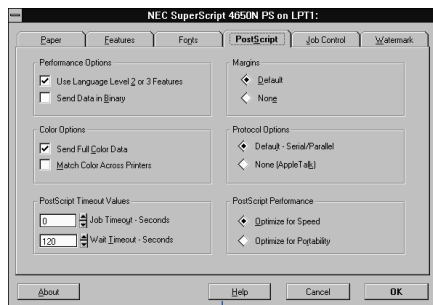 NEC SuperScript 4650N PS on LPT1:
Paper Features Fonts PostScript Job Control Watermark
Performance Options
Use Language Level 2 or 3 Features
Send Data in Binary
Margins
Default
None
Color Options
Send Full Color Data
Match Color Across Printers
Protocol Options
Default - Serial/Parallel
None (AppleTalk)
PostScript Timeout Values
0 Job Timeout - Seconds
120 Wait Timeout - Seconds
PostScript Performance
Optimize for Speed
Optimize for Portability
About Help Cancel OK